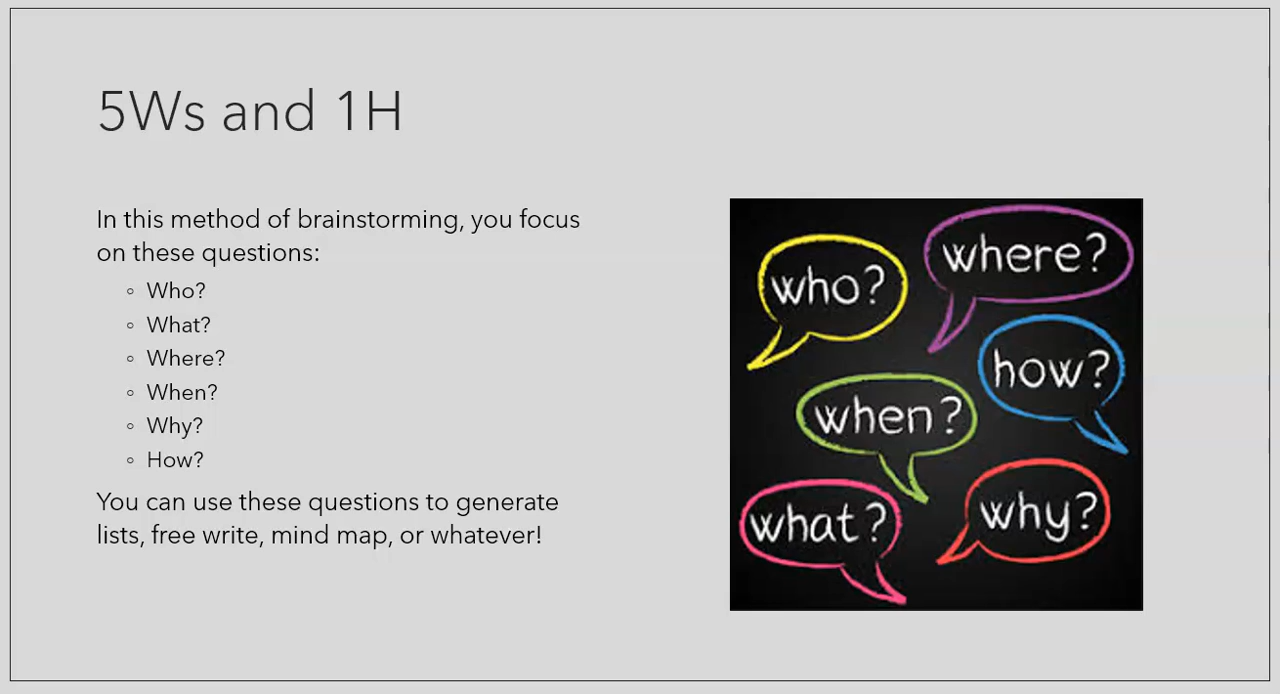 5Ws and 1H
In this method of brainstorming, you focus
on these questions:
◦ Who?
◦ What?
◦ Where?
◦ When?
◦ Why?
◦ How?
You can use these questions to generate
lists, free write, mind map, or whatever!
who?
where?
how?
when?
what?
why?